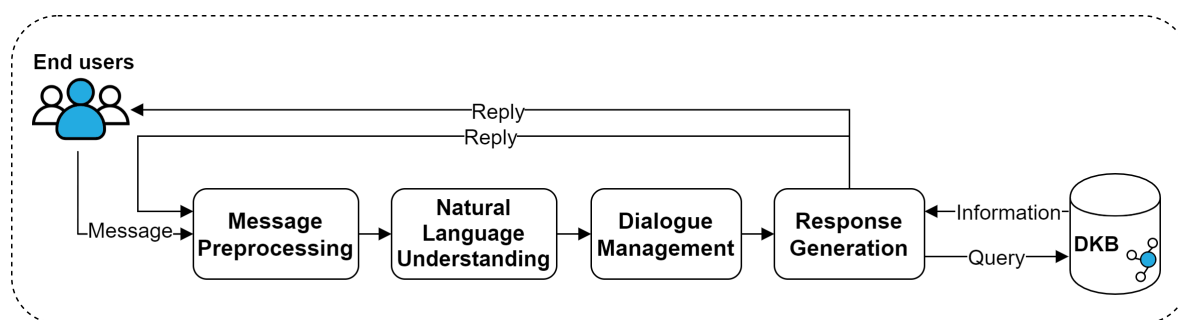 End users
Reply
Reply
Message
Message
Preprocessing
Natural
Language
Understanding
Dialogue
Management
Response
Generation
Information
Query
DKB